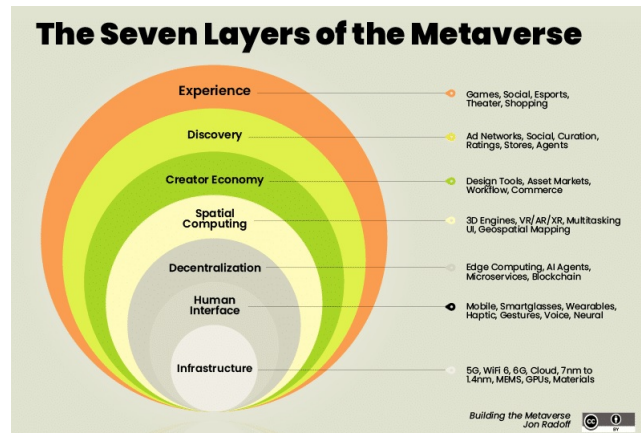 The Seven Layers of the Metaverse
Experience
Games, Social, Esports,
Theater, Shopping
Discovery
Ad Networks, Social, Curation,
Ratings, Stores, Agents
Creator Economy
Design Tools, Asset Markets,
Workflow, Commerce
Spatial
Computing
3D Engines, VR/AR/XR, Multitasking
UI, Geospatial Mapping
Decentralization
Edge Computing, AI Agents,
Microservices, Blockchain
Human
Interface
Mobile, Smartglasses, Wearables,
Haptic, Gestures, Voice, Neural
Infrastructure
5G, WiFi 6, 6G, Cloud, 7nm to
1.4nm, MEMS, GPUs, Materials
Building the Metaverse
Jon Radoff
cc
BY